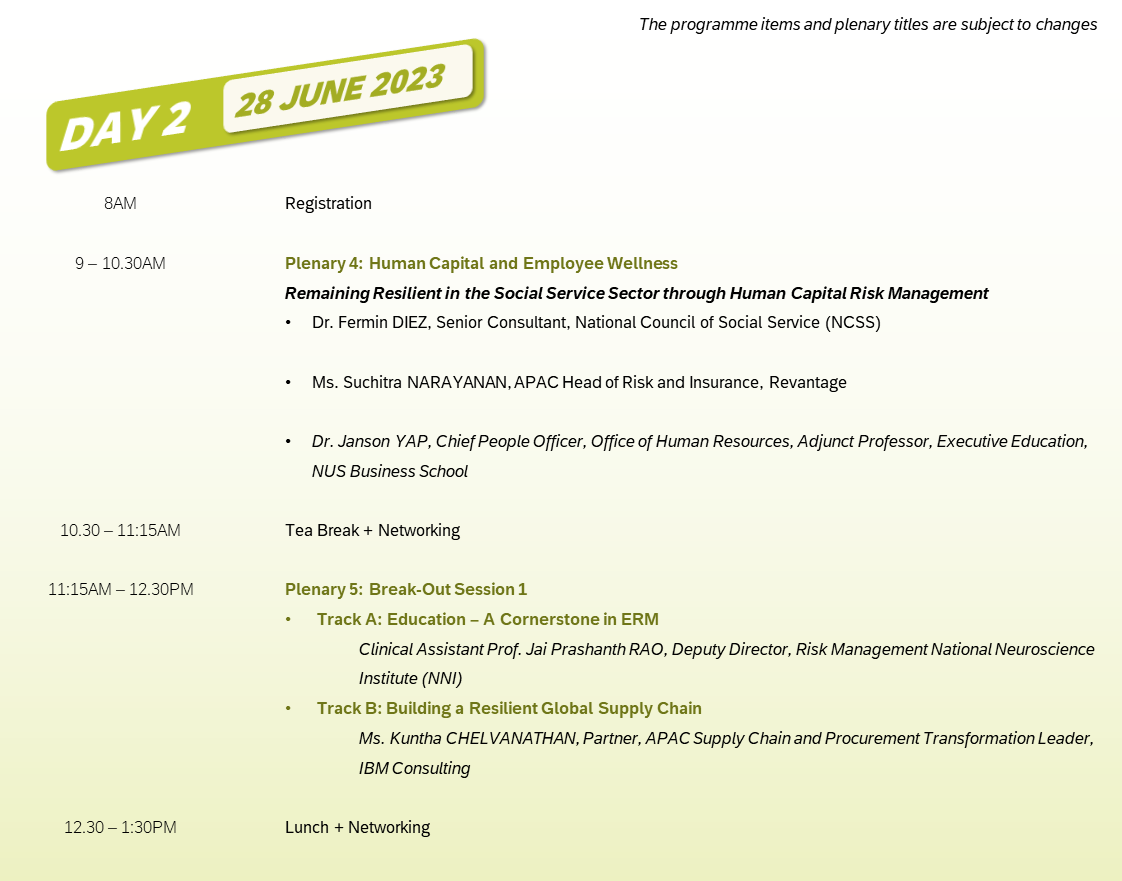 The programme items and plenary titles are subject to changes
DAY 2 28 JUNE 2023
8AM Registration
9 – 10.30AM Plenary 4: Human Capital and Employee Wellness
Remaining Resilient in the Social Service Sector through Human Capital Risk Management
• Dr. Fermin DIEZ, Senior Consultant, National Council of Social Service (NCSS)
• Ms. Suchitra NARAYANAN, APAC Head of Risk and Insurance, Revantage
• Dr. Janson YAP, Chief People Officer, Office of Human Resources, Adjunct Professor, Executive Education,
NUS Business School
10.30 – 11:15AM Tea Break + Networking
11:15AM – 12.30PM Plenary 5: Break-Out Session 1
• Track A: Education – A Cornerstone in ERM
Clinical Assistant Prof. Jai Prashanth RAO, Deputy Director, Risk Management National Neuroscience
Institute (NNI)
• Track B: Building a Resilient Global Supply Chain
Ms. Kuntha CHELVANATHAN, Partner, APAC Supply Chain and Procurement Transformation Leader,
IBM Consulting
12.30 – 1:30PM Lunch + Networking